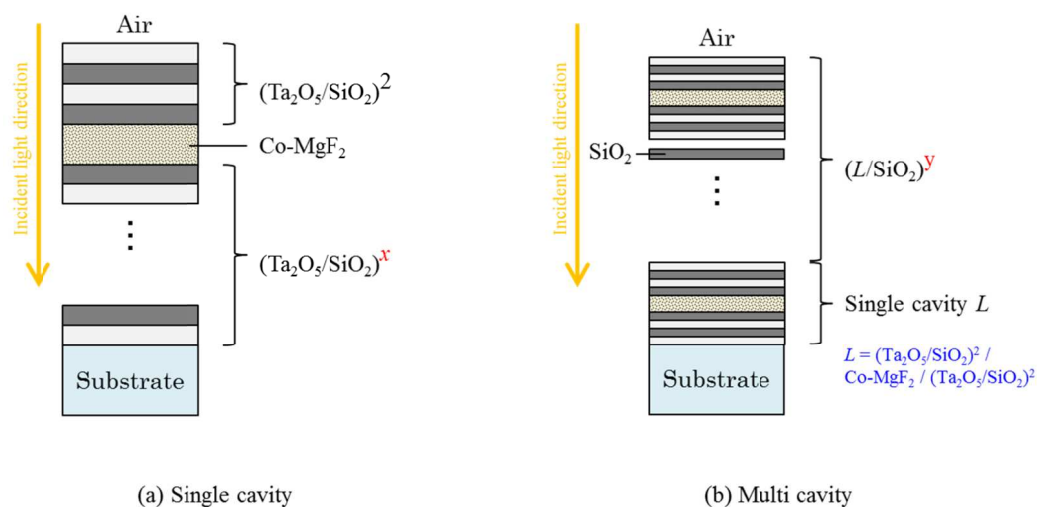 Air
Incident light direction
(Ta₂O₅/SiO₂)²
Co-MgF₂
(Ta₂O₅/SiO₂)ˣ
Substrate
(a) Single cavity
Air
Incident light direction
SiO₂
(L/SiO₂)ʸ
Single cavity L
L = (Ta₂O₅/SiO₂)² /
Co-MgF₂ / (Ta₂O₅/SiO₂)²
Substrate
(b) Multi cavity